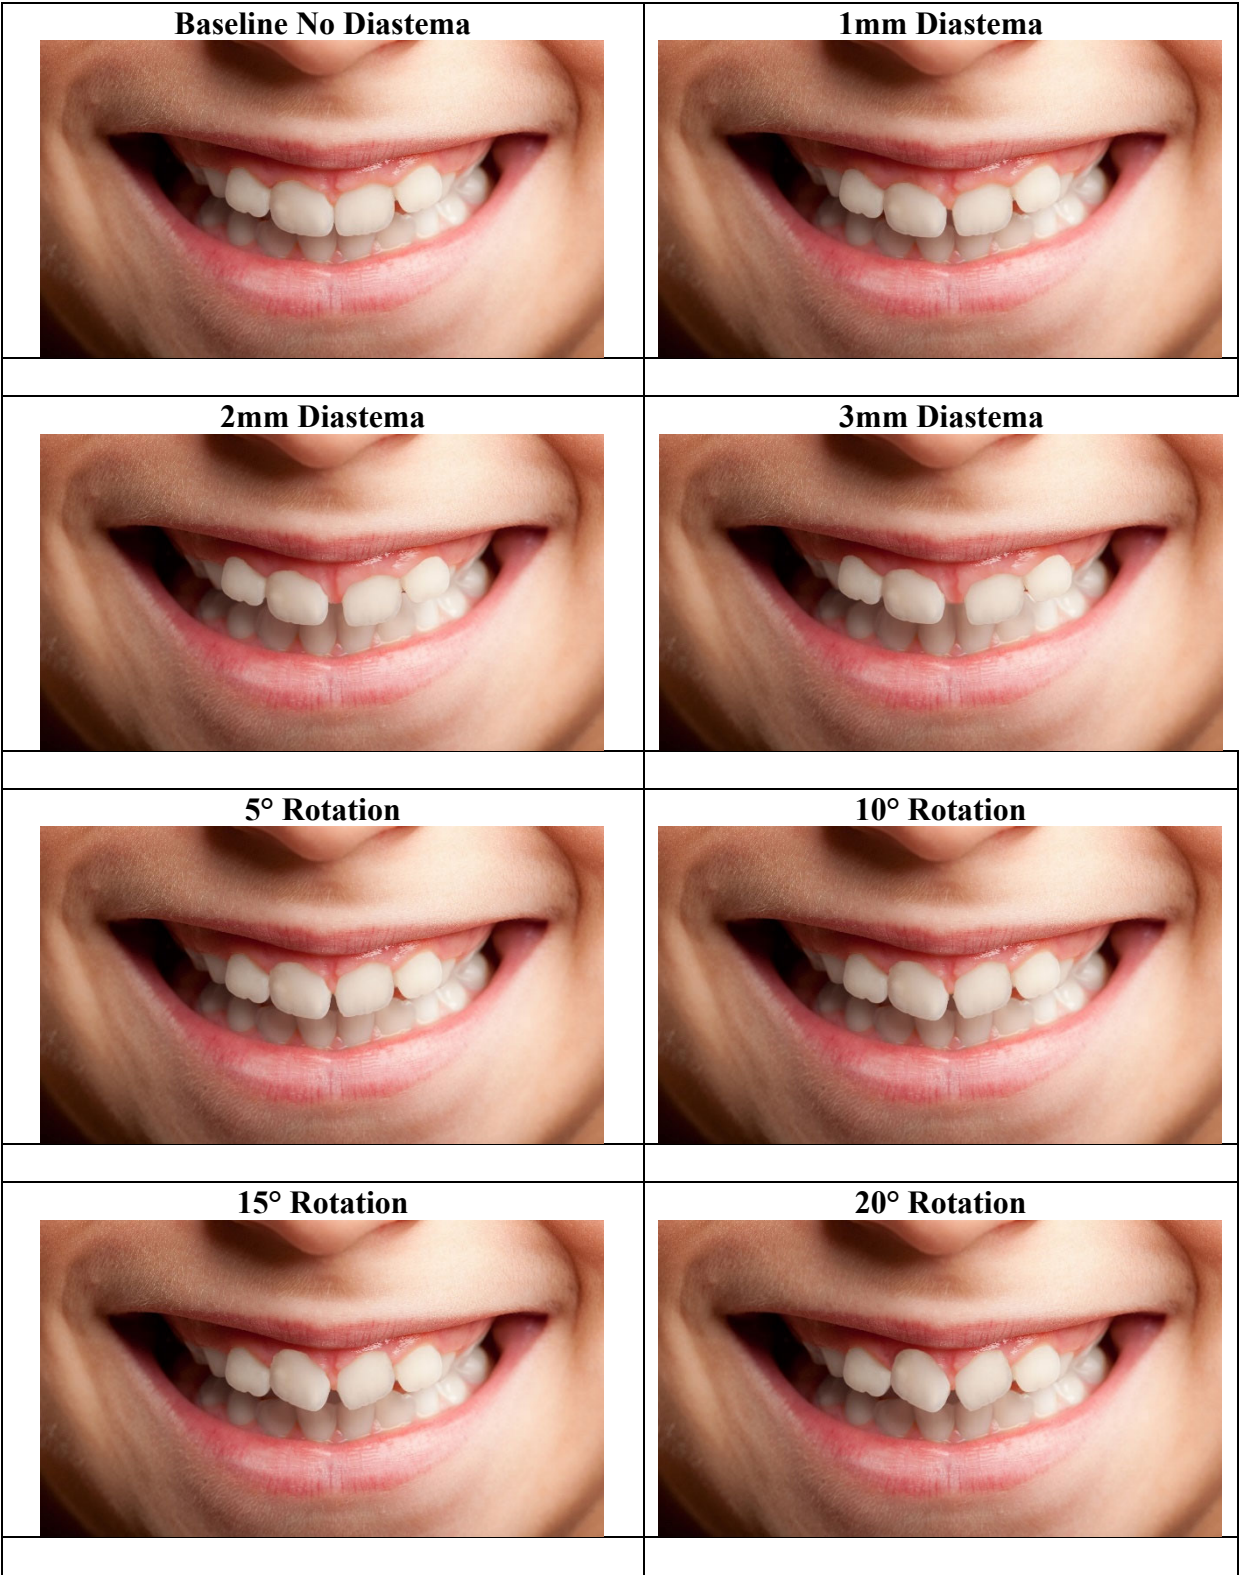 Baseline No Diastema
1mm Diastema
2mm Diastema
3mm Diastema
5° Rotation
10° Rotation
15° Rotation
20° Rotation